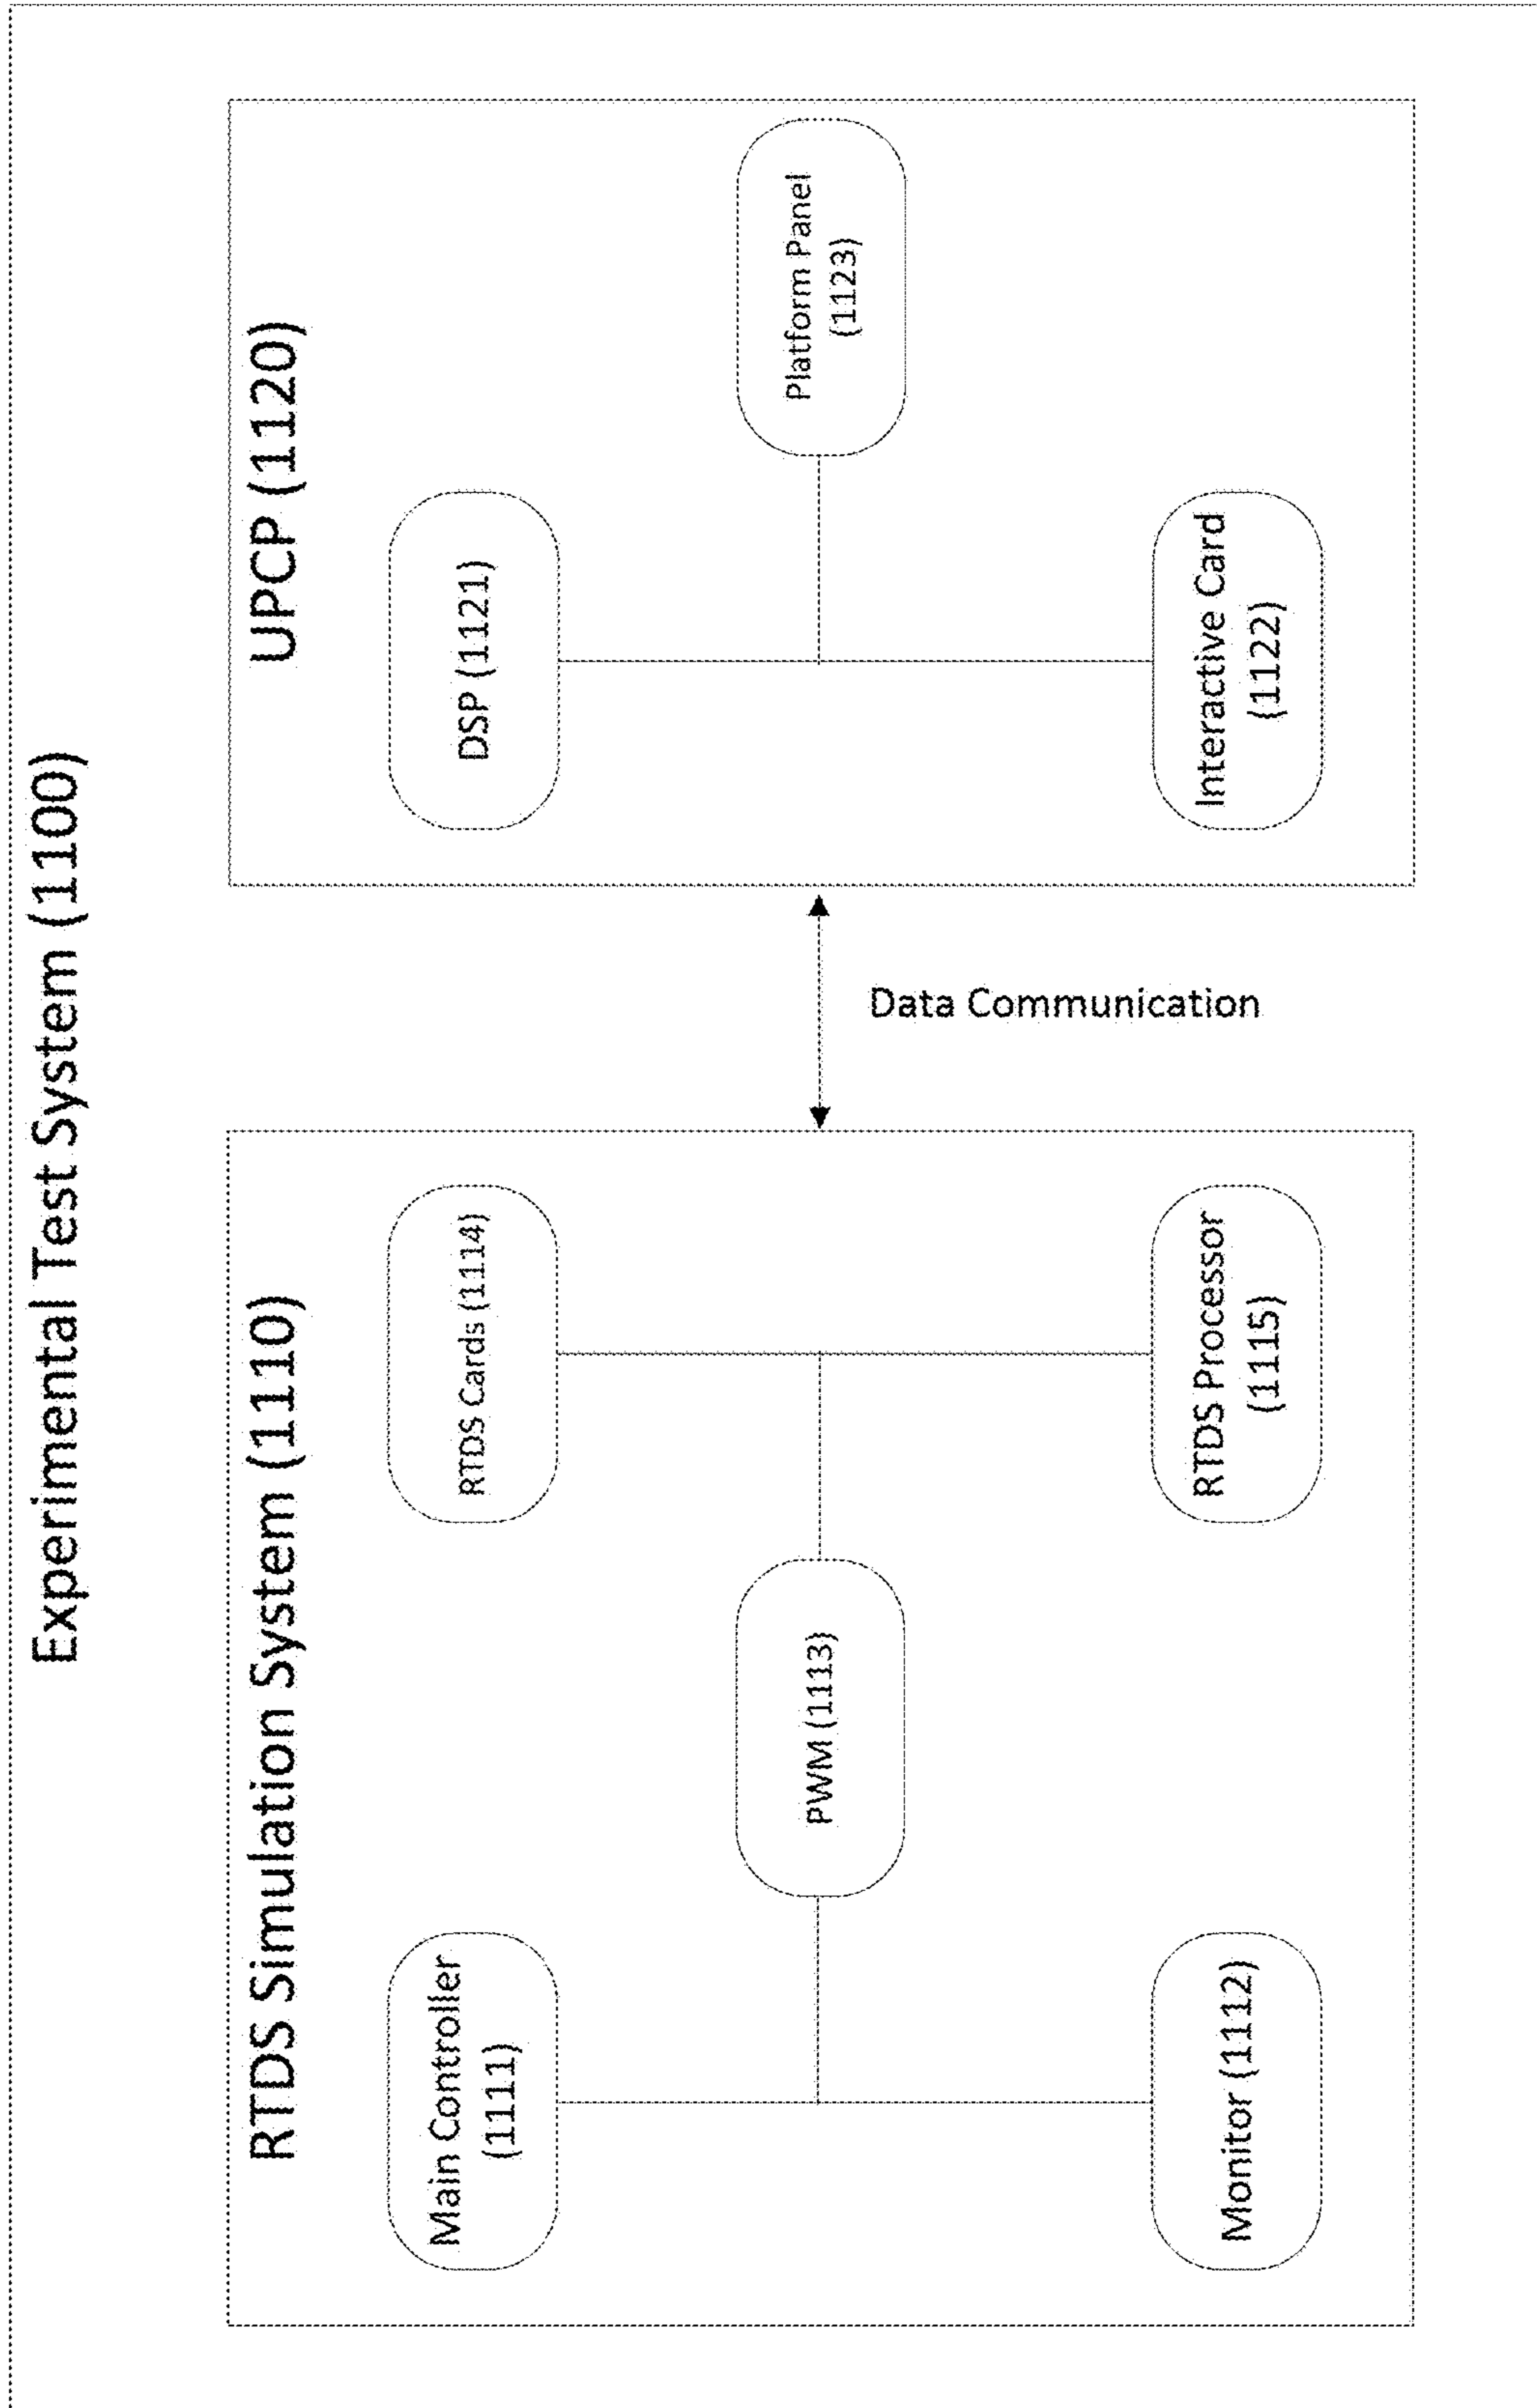 Experimental Test System (1100)
RTDS Simulation System (1110)
Main Controller
(1111)
Monitor (1112)
PWM (1113)
RTDS Cards (1114)
RTDS Processor
(1115)
Data Communication
UPCP (1120)
DSP (1121)
Interactive Card
(1122)
Platform Panel
(1123)